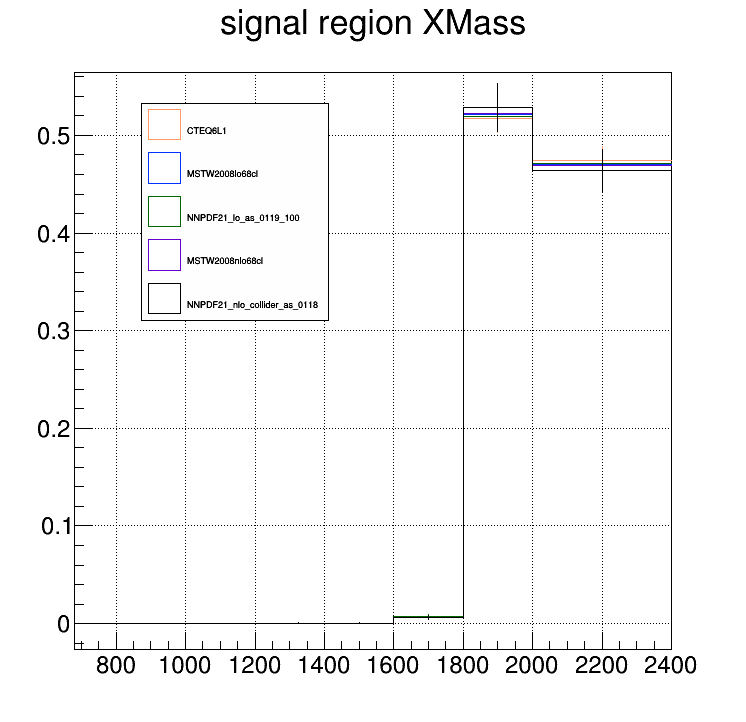 signal region XMass
CTEQ6L1
MSTW2008lo68cl
NNPDF21_lo_as_0119_100
MSTW2008nlo68cl
NNPDF21_nlo_collider_as_0118
0.5
0.4
0.3
0.2
0.1
0
800 1000 1200 1400 1600 1800 2000 2200 2400